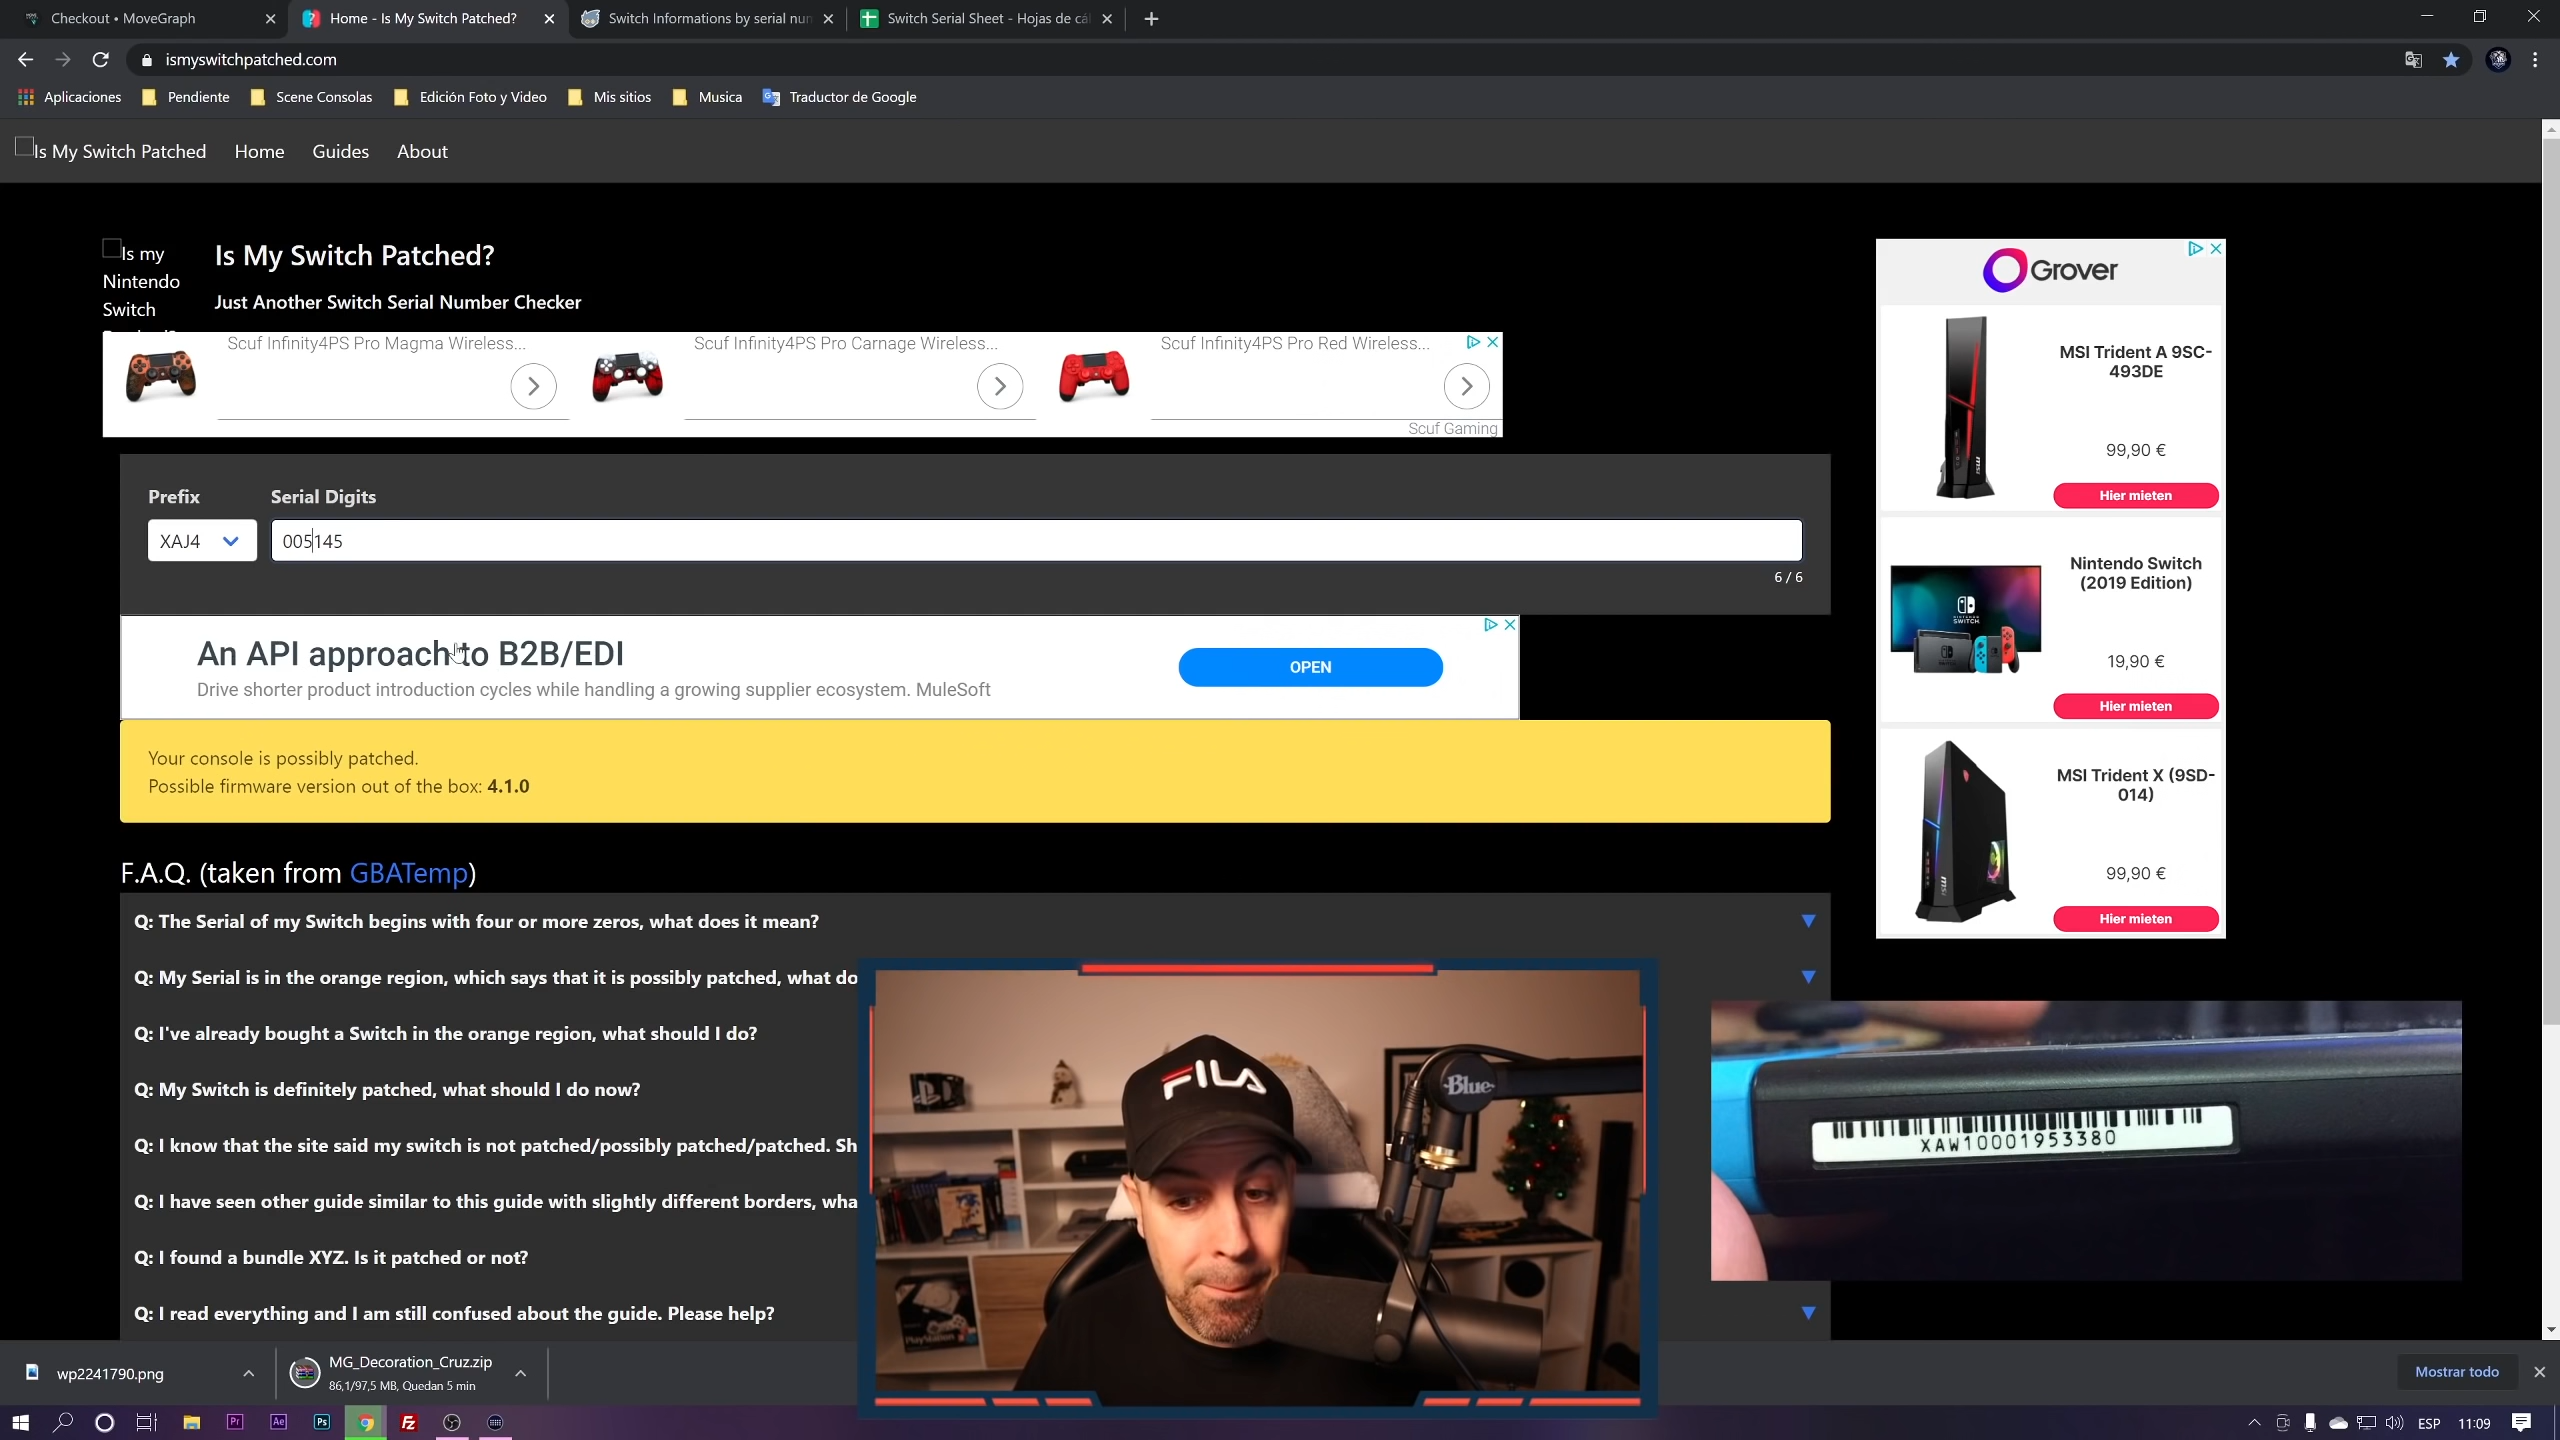 Checkout • MoveGraph
Home - Is My Switch Patched?
Switch Informations by serial nun
Switch Serial Sheet - Hojas de cál
ismyswitchpatched.com
Aplicaciones
Pendiente
Scene Consolas
Edición Foto y Video
Mis sitios
Musica
Traductor de Google
Is My Switch Patched
Home
Guides
About
Is my
Nintendo
Switch
Is My Switch Patched?
Just Another Switch Serial Number Checker
Scuf Infinity4PS Pro Magma Wireless...
Scuf Infinity4PS Pro Carnage Wireless...
Scuf Infinity4PS Pro Red Wireless...
Scuf Gaming
Prefix
Serial Digits
XAJ4
005145
6 / 6
An API approach to B2B/EDI
Drive shorter product introduction cycles while handling a growing supplier ecosystem. MuleSoft
OPEN
Your console is possibly patched.
Possible firmware version out of the box: 4.1.0
F.A.Q. (taken from GBATemp)
Q: The Serial of my Switch begins with four or more zeros, what does it mean?
Q: My Serial is in the orange region, which says that it is possibly patched, what do
Q: I've already bought a Switch in the orange region, what should I do?
Q: My Switch is definitely patched, what should I do now?
Q: I know that the site said my switch is not patched/possibly patched/patched. Sh
Q: I have seen other guide similar to this guide with slightly different borders, wha
Q: I found a bundle XYZ. Is it patched or not?
Q: I read everything and I am still confused about the guide. Please help?
Grover
MSI Trident A 9SC-
493DE
99,90 €
Hier mieten
Nintendo Switch
(2019 Edition)
19,90 €
Hier mieten
MSI Trident X (9SD-
014)
99,90 €
Hier mieten
FILA
Blue
XAW10001953380
wp2241790.png
MG_Decoration_Cruz.zip
86,1/97,5 MB, Quedan 5 min
Mostrar todo
Pr
Ae
Ps
Fz
ESP
11:09